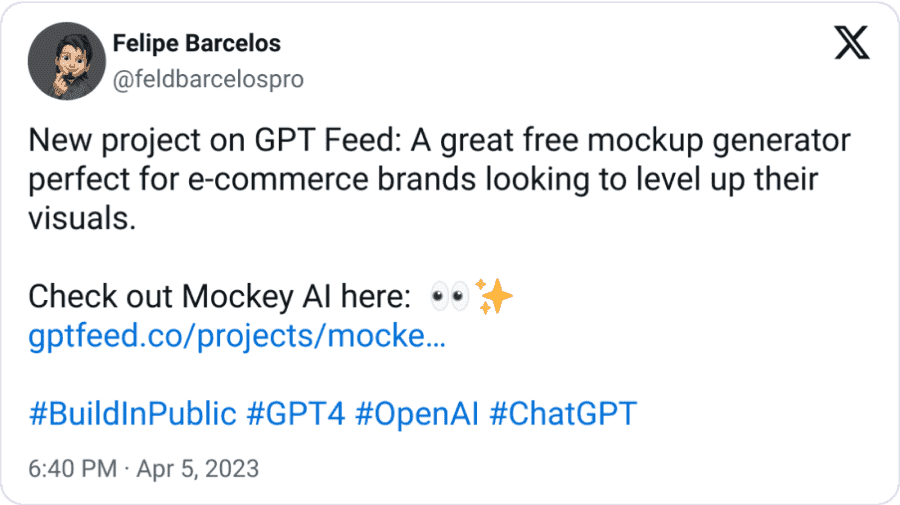 Felipe Barcelos
@feldbarcelospro
New project on GPT Feed: A great free mockup generator
perfect for e-commerce brands looking to level up their
visuals.
Check out Mockey AI here: 👀✨
gptfeed.co/projects/mocke…
#BuildInPublic #GPT4 #OpenAI #ChatGPT
6:40 PM · Apr 5, 2023